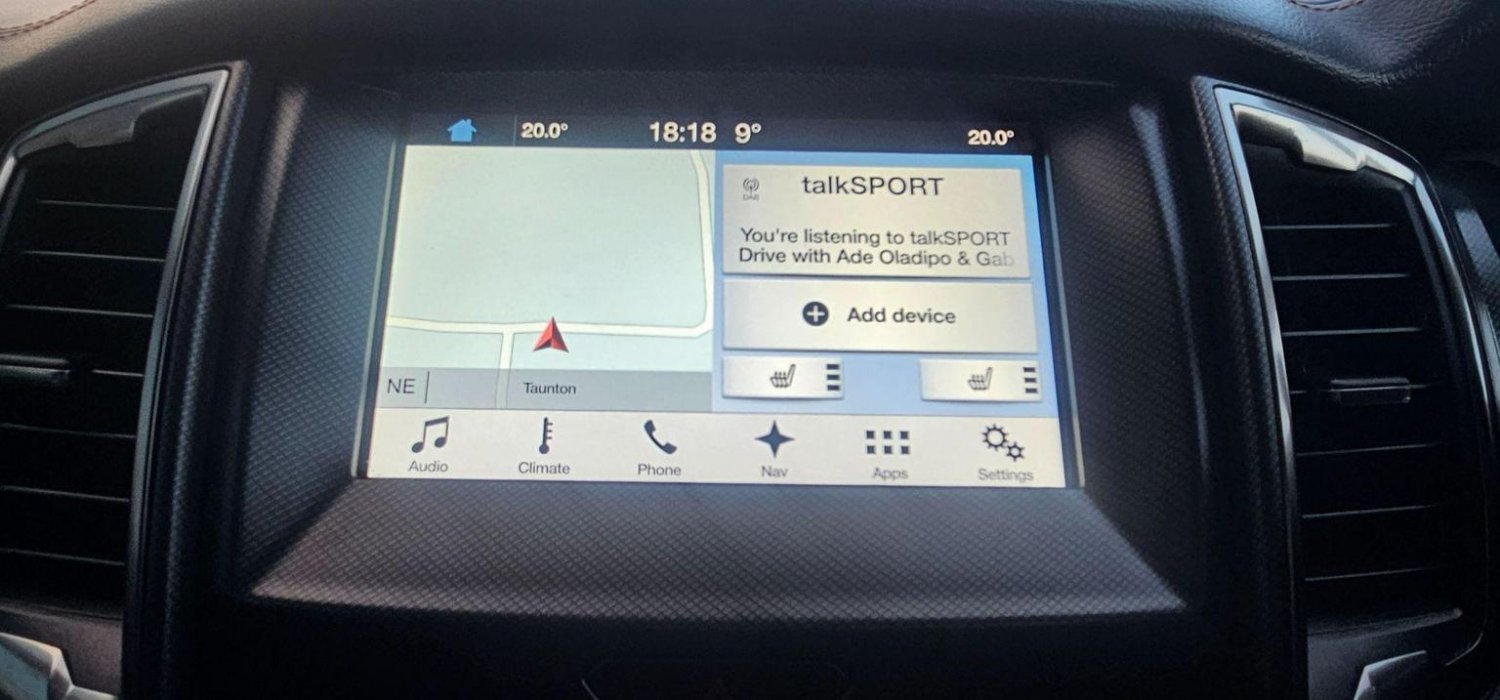 20.0° 18:18 9° 20.0°
talkSPORT
DAB
You're listening to talkSPORT
Drive with Ade Oladipo & Gab
Add device
NE
Taunton
Audio Climate Phone Nav Apps Settings